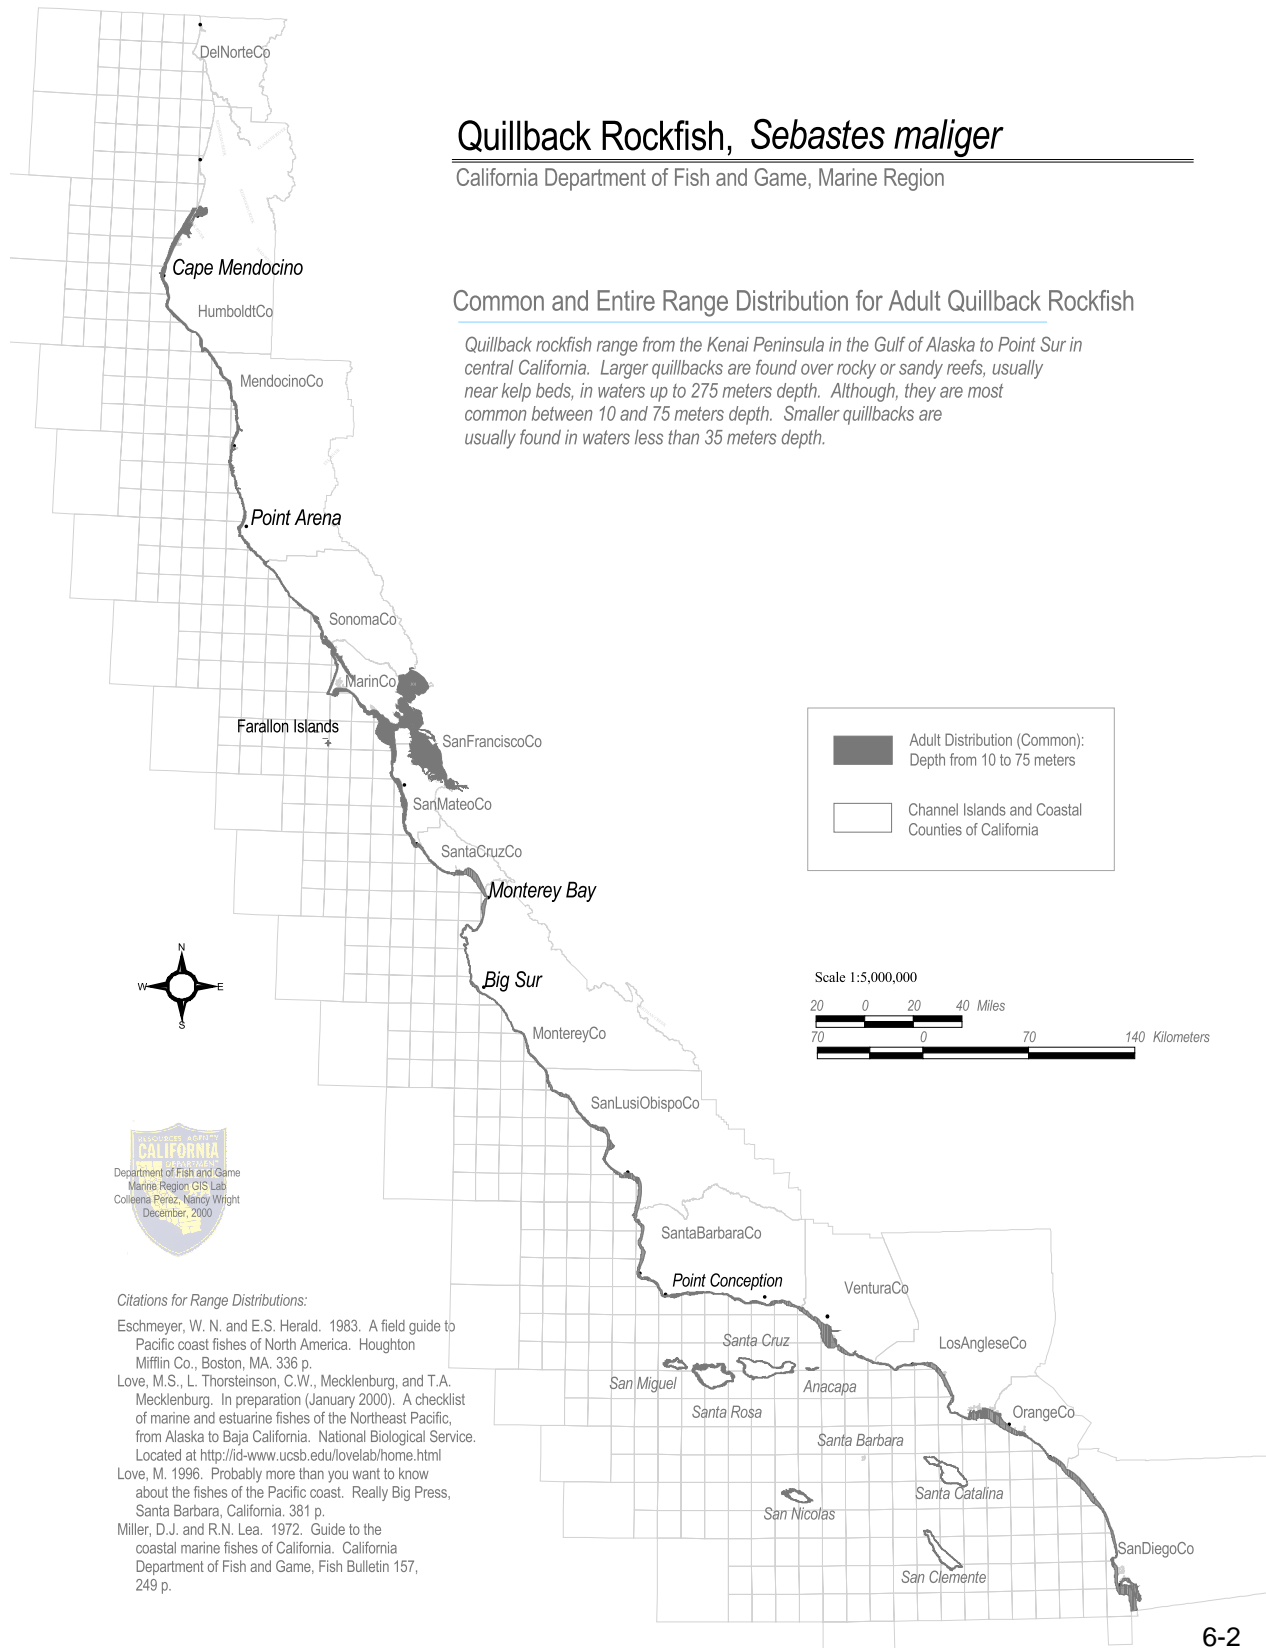 DelNorteCo
Quillback Rockfish, Sebastes maliger
California Department of Fish and Game, Marine Region
Cape Mendocino
HumboldtCo
Common and Entire Range Distribution for Adult Quillback Rockfish
Quillback rockfish range from the Kenai Peninsula in the Gulf of Alaska to Point Sur in
central California. Larger quillbacks are found over rocky or sandy reefs, usually
near kelp beds, in waters up to 275 meters depth. Although, they are most
common between 10 and 75 meters depth. Smaller quillbacks are
usually found in waters less than 35 meters depth.
MendocinoCo
Point Arena
SonomaCo
MarinCo
Farallon Islands
SanFranciscoCo
SanMateoCo
SantaCruzCo
Monterey Bay
Big Sur
MontereyCo
SanLusiObispoCo
SantaBarbaraCo
Point Conception
VenturaCo
Santa Cruz
LosAngleseCo
San Miguel
Anacapa
Santa Rosa
OrangeCo
Santa Barbara
Santa Catalina
San Nicolas
SanDiegoCo
San Clemente
Adult Distribution (Common):
Depth from 10 to 75 meters
Channel Islands and Coastal
Counties of California
N
W
E
S
Scale 1:5,000,000
20 0 20 40 Miles
70 0 70 140 Kilometers
RESOURCES AGENCY
CALIFORNIA
DEPARTMENT
Department of Fish and Game
Marine Region GIS Lab
Colleena Perez, Nancy Wright
December, 2000
Citations for Range Distributions:
Eschmeyer, W. N. and E.S. Herald. 1983. A field guide to
Pacific coast fishes of North America. Houghton
Mifflin Co., Boston, MA. 336 p.
Love, M.S., L. Thorsteinson, C.W., Mecklenburg, and T.A.
Mecklenburg. In preparation (January 2000). A checklist
of marine and estuarine fishes of the Northeast Pacific,
from Alaska to Baja California. National Biological Service.
Located at http://id-www.ucsb.edu/lovelab/home.html
Love, M. 1996. Probably more than you want to know
about the fishes of the Pacific coast. Really Big Press,
Santa Barbara, California. 381 p.
Miller, D.J. and R.N. Lea. 1972. Guide to the
coastal marine fishes of California. California
Department of Fish and Game, Fish Bulletin 157,
249 p.
6-2